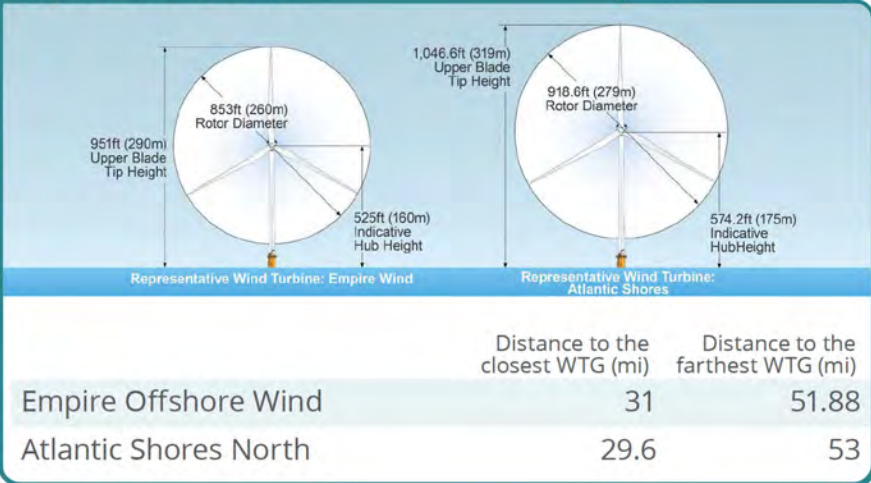 853ft (260m)
Rotor Diameter
951ft (290m)
Upper Blade
Tip Height
525ft (160m)
Indicative
Hub Height
Representative Wind Turbine: Empire Wind
1,046.6ft (319m)
Upper Blade
Tip Height
918.6ft (279m)
Rotor Diameter
574.2ft (175m)
Indicative
HubHeight
Representative Wind Turbine:
Atlantic Shores
Distance to the closest WTG (mi) Distance to the farthest WTG (mi)
Empire Offshore Wind 31 51.88
Atlantic Shores North 29.6 53